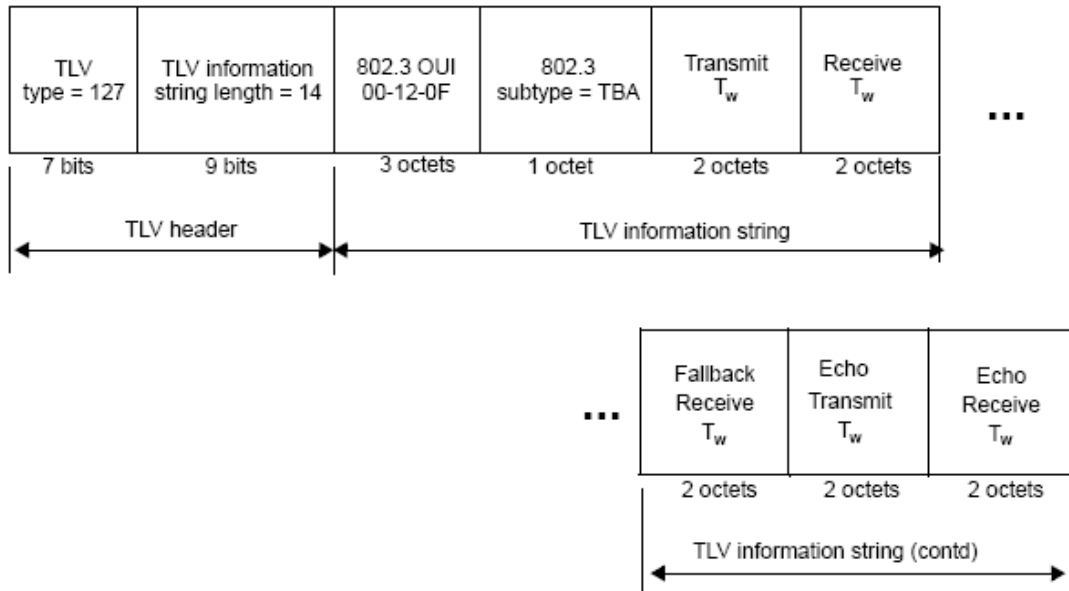 TLV
type = 127
TLV information
string length = 14
802.3 OUI
00-12-0F
802.3
subtype = TBA
Transmit
Tw
Receive
Tw
...
7 bits
9 bits
3 octets
1 octet
2 octets
2 octets
TLV header
TLV information string
...
Fallback
Receive
Tw
Echo
Transmit
Tw
Echo
Receive
Tw
2 octets
2 octets
2 octets
TLV information string (contd)